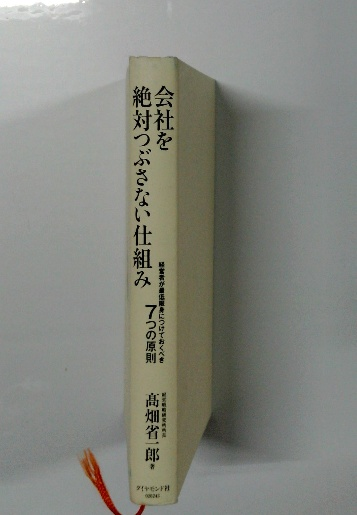 会社を
絶対つぶさない仕組み
経営者が最低限身につけておくべき
7つの原則
髙畑省一郎 著
ダイヤモンド社